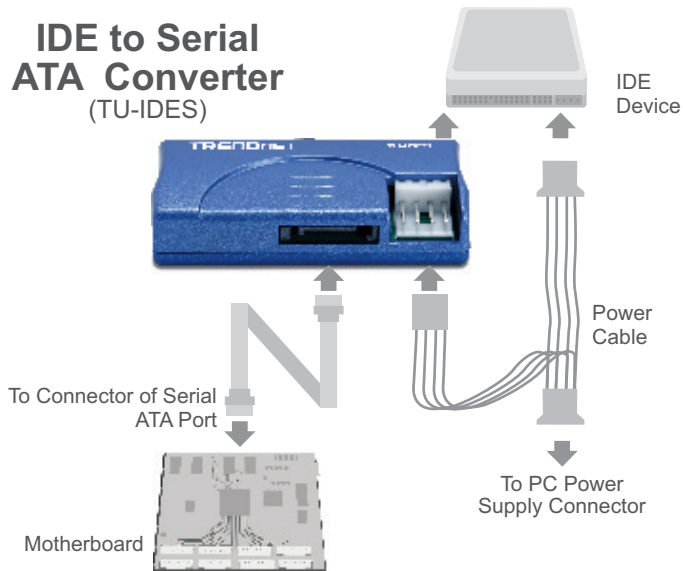 IDE to Serial
ATA Converter
(TU-IDES)
IDE
Device
TRENDnet
Power
Cable
To Connector of Serial
ATA Port
To PC Power
Supply Connector
Motherboard